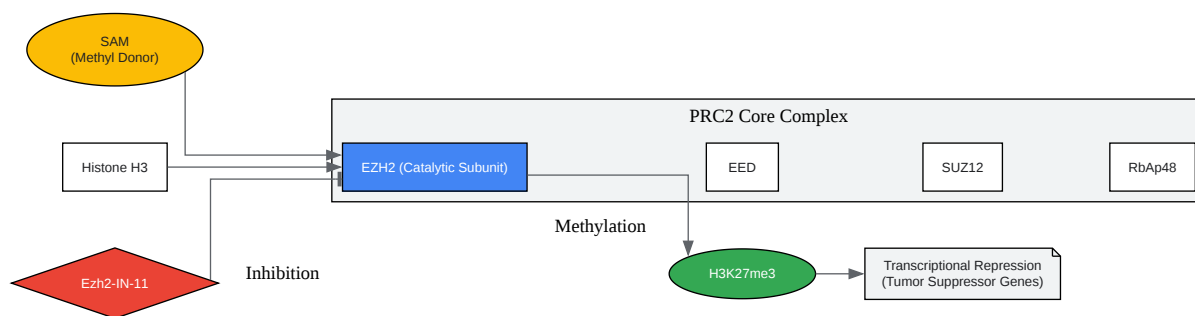 SAM
(Methyl Donor)
PRC2 Core Complex
Histone H3
EZH2 (Catalytic Subunit)
EED
SUZ12
RbAp48
Methylation
Ezh2-IN-11
Inhibition
H3K27me3
Transcriptional Repression
(Tumor Suppressor Genes)